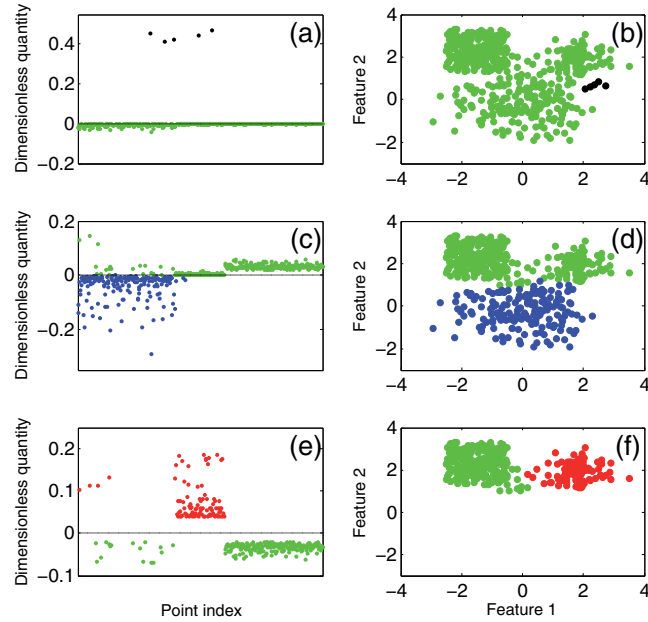 (a)
Dimensionless quantity
0.4
0.2
0
−0.2
(b)
Feature 2
4
2
0
−2
−4 −2 0 2 4
(c)
Dimensionless quantity
0.2
0
−0.2
(d)
Feature 2
4
2
0
−2
−4 −2 0 2 4
(e)
Dimensionless quantity
0.2
0.1
0
−0.1
Point index
(f)
Feature 2
4
2
0
−2
−4 −2 0 2 4
Feature 1